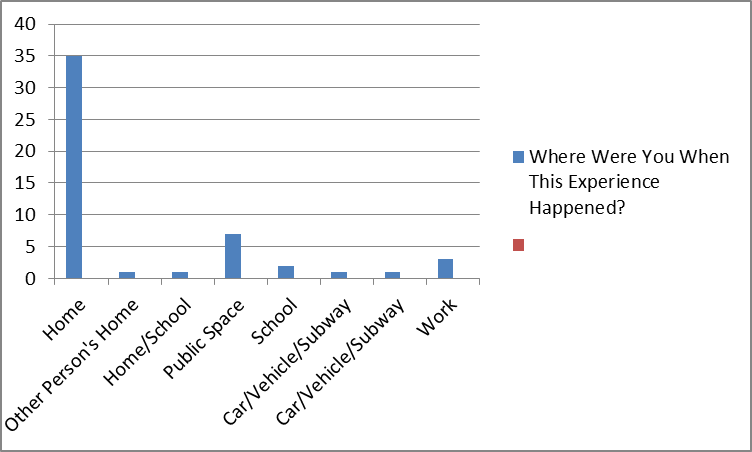 40
35
30
25
20
15
10
5
0
Home
Other Person's Home
Home/School
Public Space
School
Car/Vehicle/Subway
Car/Vehicle/Subway
Work
Where Were You When
This Experience
Happened?